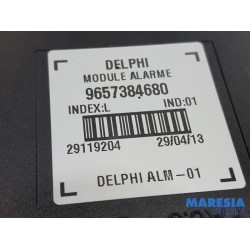 DELPHI
MODULE ALARME
9657384680
INDEX:L IND:01
29119204 29/04/13
DELPHI ALM-01
MARESIA